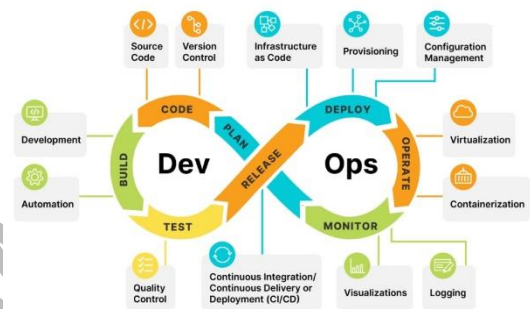 Source
Code
Version
Control
Infrastructure
as Code
Provisioning
Configuration
Management
CODE
PLAN
DEPLOY
Development
BUILD
Dev
RELEASE
Ops
OPERATE
Virtualization
Automation
Containerization
TEST
MONITOR
Quality
Control
Continuous Integration/
Continuous Delivery or
Deployment (CI/CD)
Visualizations
Logging